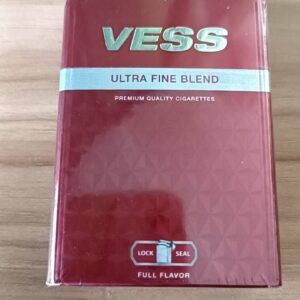 VESS
ULTRA FINE BLEND
PREMIUM QUALITY CIGARETTES
LOCK SEAL
FULL FLAVOR